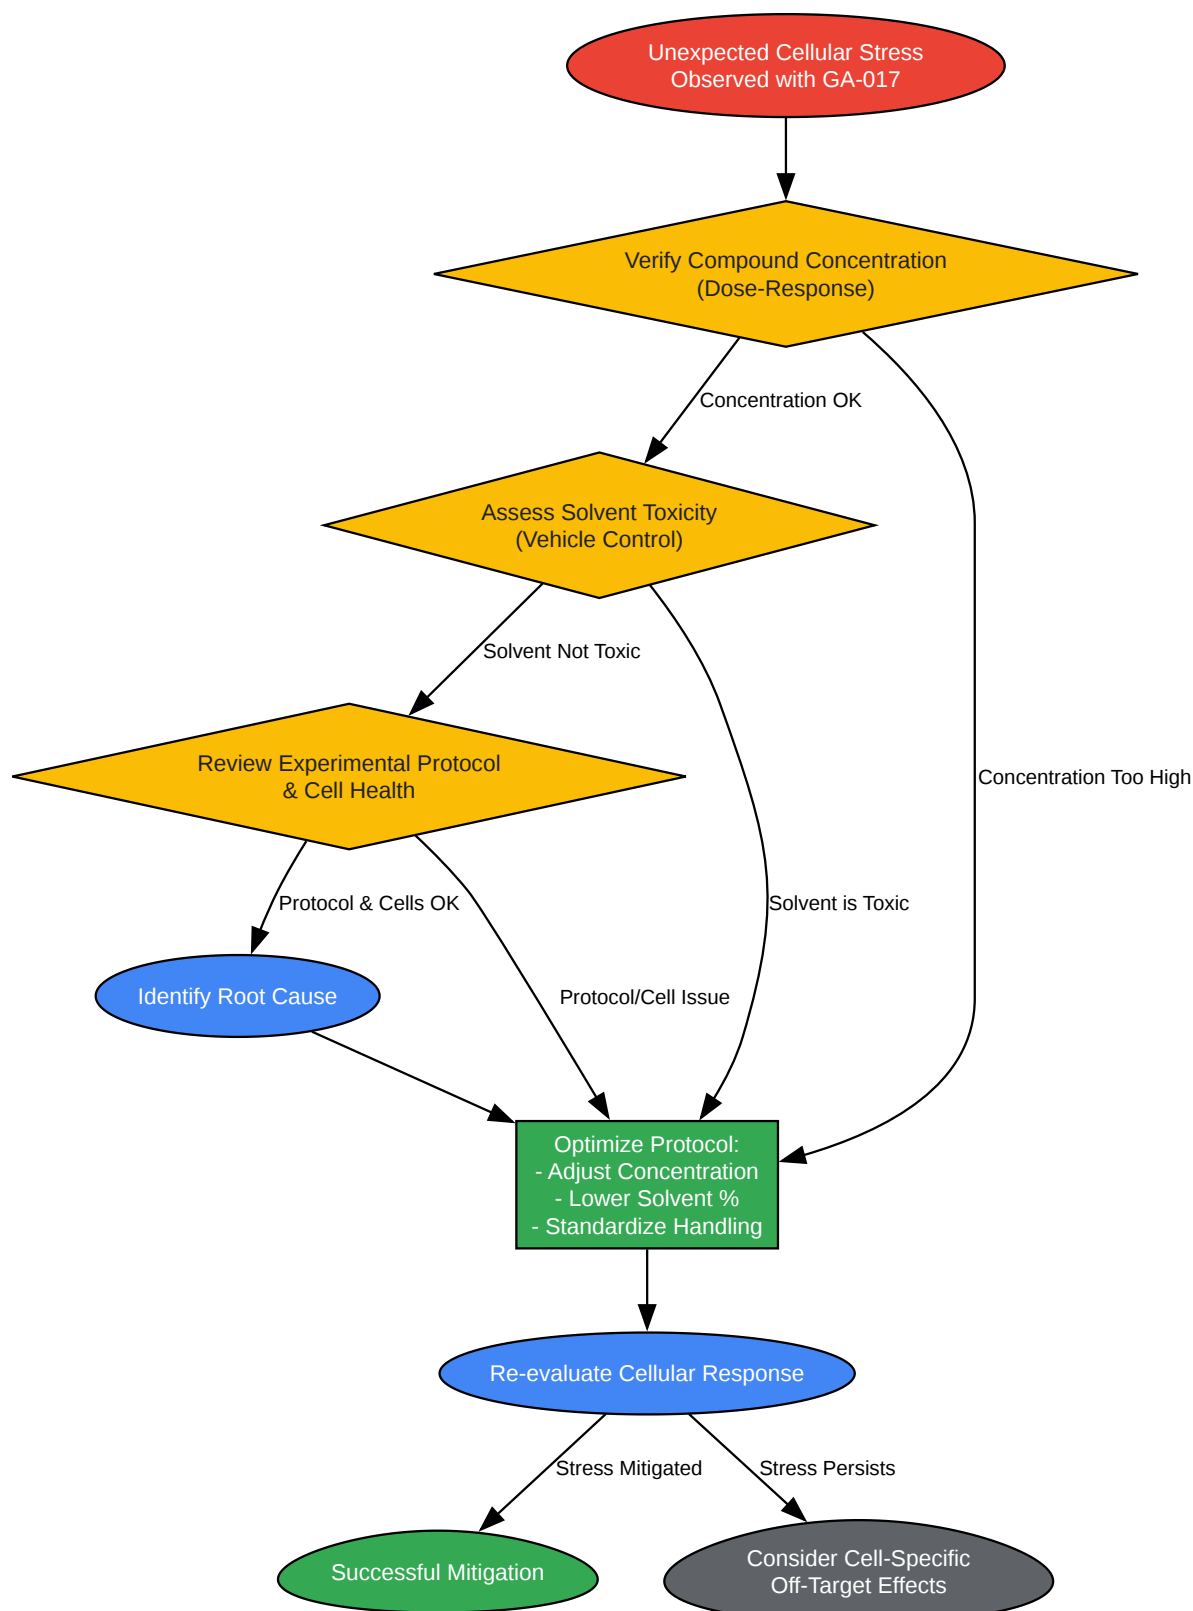 Unexpected Cellular Stress
Observed with GA-017
Verify Compound Concentration
(Dose-Response)
Concentration OK
Assess Solvent Toxicity
(Vehicle Control)
Solvent Not Toxic
Review Experimental Protocol
& Cell Health
Concentration Too High
Protocol & Cells OK
Solvent is Toxic
Identify Root Cause
Protocol/Cell Issue
Optimize Protocol:
- Adjust Concentration
- Lower Solvent %
- Standardize Handling
Re-evaluate Cellular Response
Stress Mitigated
Stress Persists
Successful Mitigation
Consider Cell-Specific
Off-Target Effects